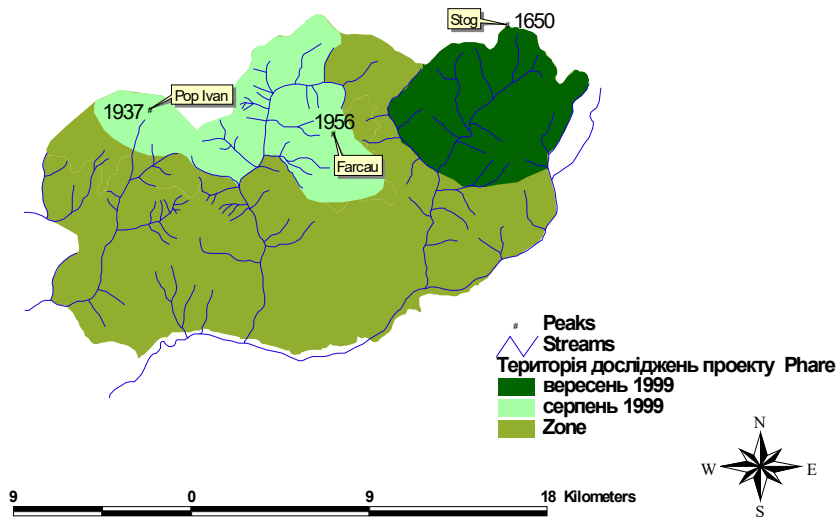 Stog
1650
Pop Ivan
1937
1956
Farcau
# Peaks
Streams
Територія досліджень проекту Phare
вересень 1999
серпень 1999
Zone
N
W E
S
9 0 9 18 Kilometers